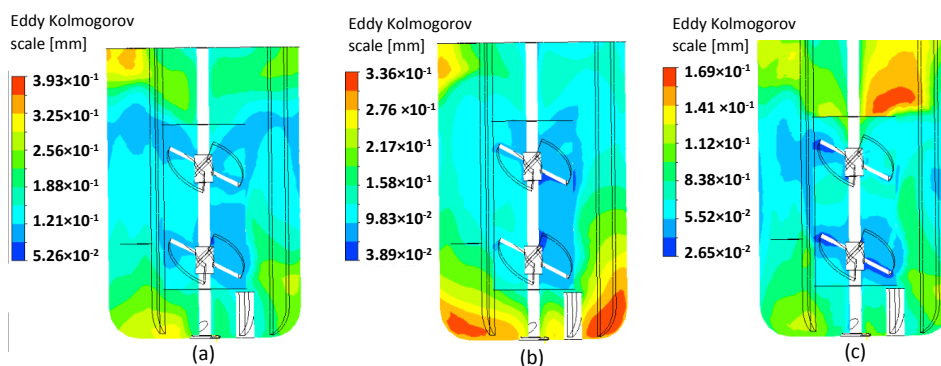 Eddy Kolmogorov
scale [mm]
3.93×10⁻¹
3.25×10⁻¹
2.56×10⁻¹
1.88×10⁻¹
1.21×10⁻¹
5.26×10⁻²
(a)
Eddy Kolmogorov
scale [mm]
3.36×10⁻¹
2.76 ×10⁻¹
2.17×10⁻¹
1.58×10⁻¹
9.83×10⁻²
3.89×10⁻²
(b)
Eddy Kolmogorov
scale [mm]
1.69×10⁻¹
1.41 ×10⁻¹
1.12×10⁻¹
8.38×10⁻¹
5.52×10⁻²
2.65×10⁻²
(c)